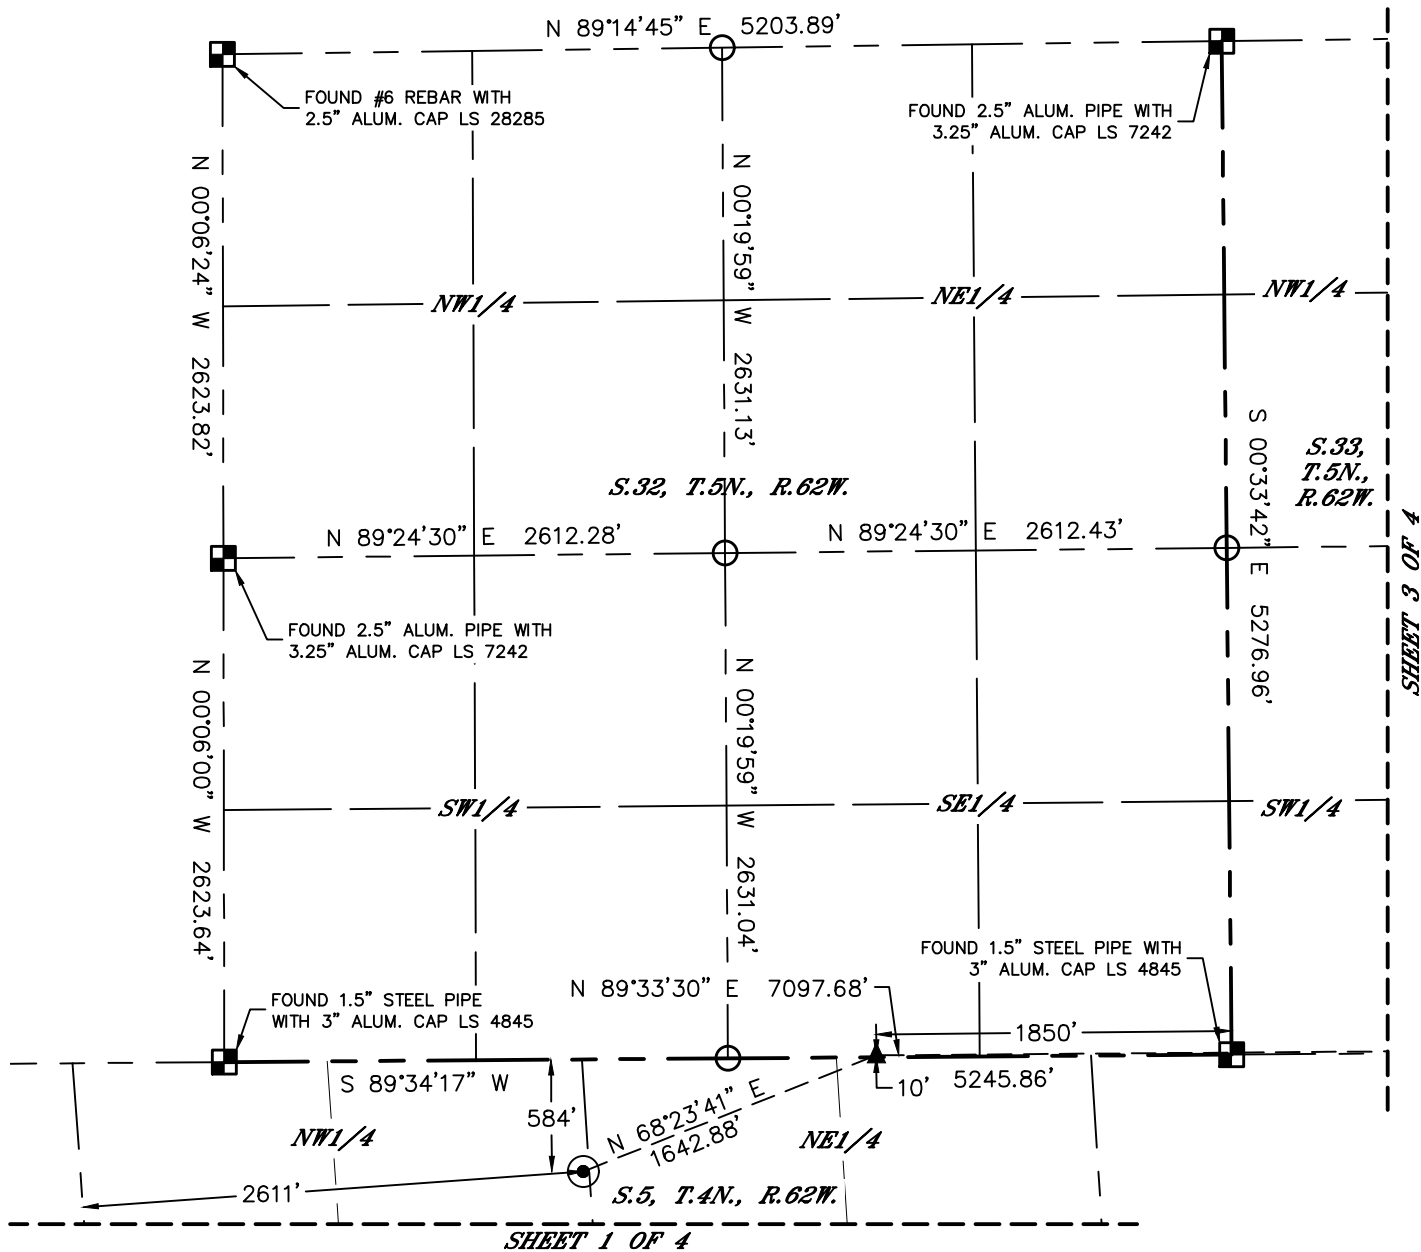 N 89°14'45" E 5203.89'
FOUND #6 REBAR WITH
2.5" ALUM. CAP LS 28285
FOUND 2.5" ALUM. PIPE WITH
3.25" ALUM. CAP LS 7242
N 00°06'24" W 2623.82'
N 00°19'59" W 2631.13'
NW1/4
NE1/4
NW1/4
S 00°33'42" E 5276.96'
S.33,
T.5N.,
R.62W.
S.32, T.5N., R.62W.
N 89°24'30" E 2612.28'
N 89°24'30" E 2612.43'
SHEET 3 OF 4
FOUND 2.5" ALUM. PIPE WITH
3.25" ALUM. CAP LS 7242
N 00°06'00" W 2623.64'
N 00°19'59" W 2631.04'
SW1/4
SE1/4
SW1/4
FOUND 1.5" STEEL PIPE WITH
3" ALUM. CAP LS 4845
N 89°33'30" E 7097.68'
FOUND 1.5" STEEL PIPE
WITH 3" ALUM. CAP LS 4845
1850'
S 89°34'17" W
5245.86'
10'
584'
N 68°23'41" E
1642.88'
NW1/4
NE1/4
2611'
S.5, T.4N., R.62W.
SHEET 1 OF 4